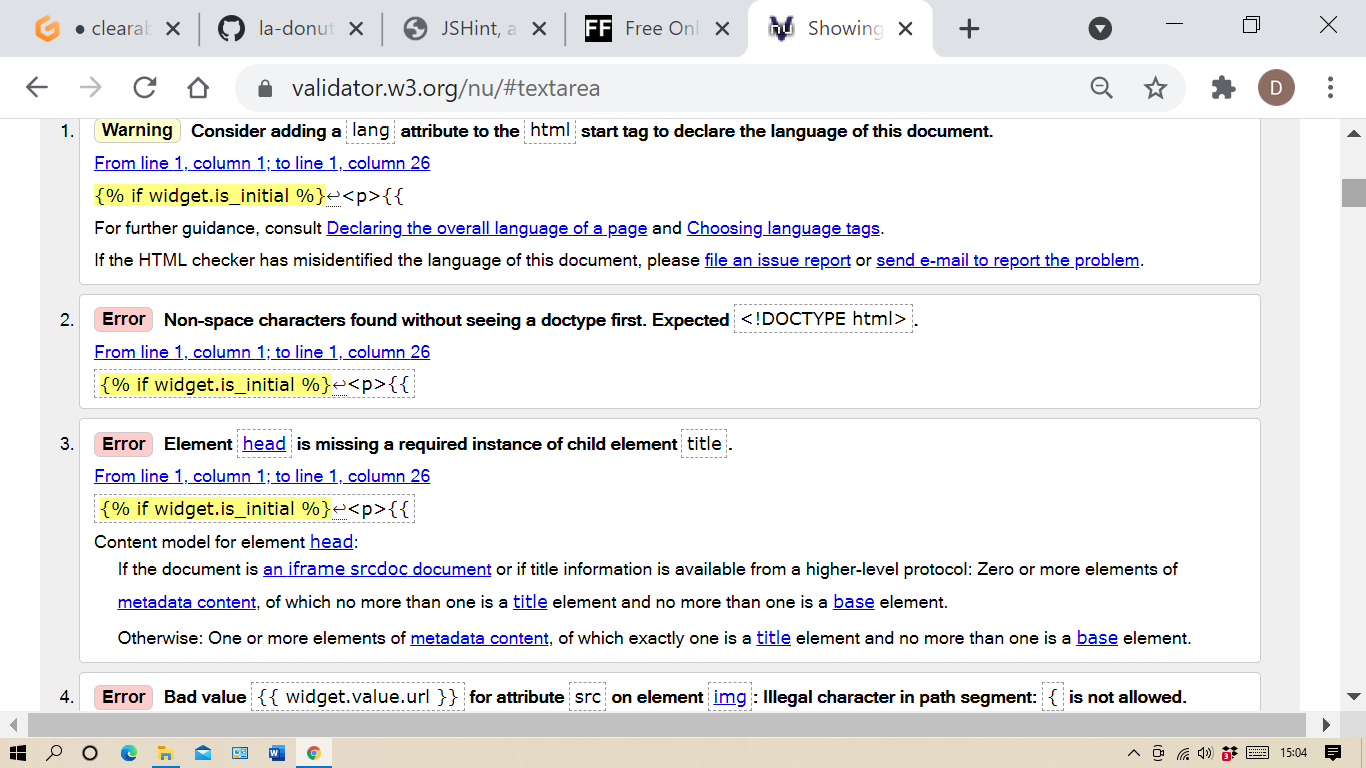 ● clearab
la-donut
JSHint, a
FF Free Onl
nu Showing
validator.w3.org/nu/#textarea
D
1. Warning Consider adding a lang attribute to the html start tag to declare the language of this document.
From line 1, column 1; to line 1, column 26
{% if widget.is_initial %}↩<p>{{
For further guidance, consult Declaring the overall language of a page and Choosing language tags.
If the HTML checker has misidentified the language of this document, please file an issue report or send e-mail to report the problem.
2. Error Non-space characters found without seeing a doctype first. Expected <!DOCTYPE html>.
From line 1, column 1; to line 1, column 26
{% if widget.is_initial %}↩<p>{{
3. Error Element head is missing a required instance of child element title.
From line 1, column 1; to line 1, column 26
{% if widget.is_initial %}↩<p>{{
Content model for element head:
If the document is an iframe srcdoc document or if title information is available from a higher-level protocol: Zero or more elements of
metadata content, of which no more than one is a title element and no more than one is a base element.
Otherwise: One or more elements of metadata content, of which exactly one is a title element and no more than one is a base element.
4. Error Bad value {{ widget.value.url }} for attribute src on element img: Illegal character in path segment: { is not allowed.
15:04